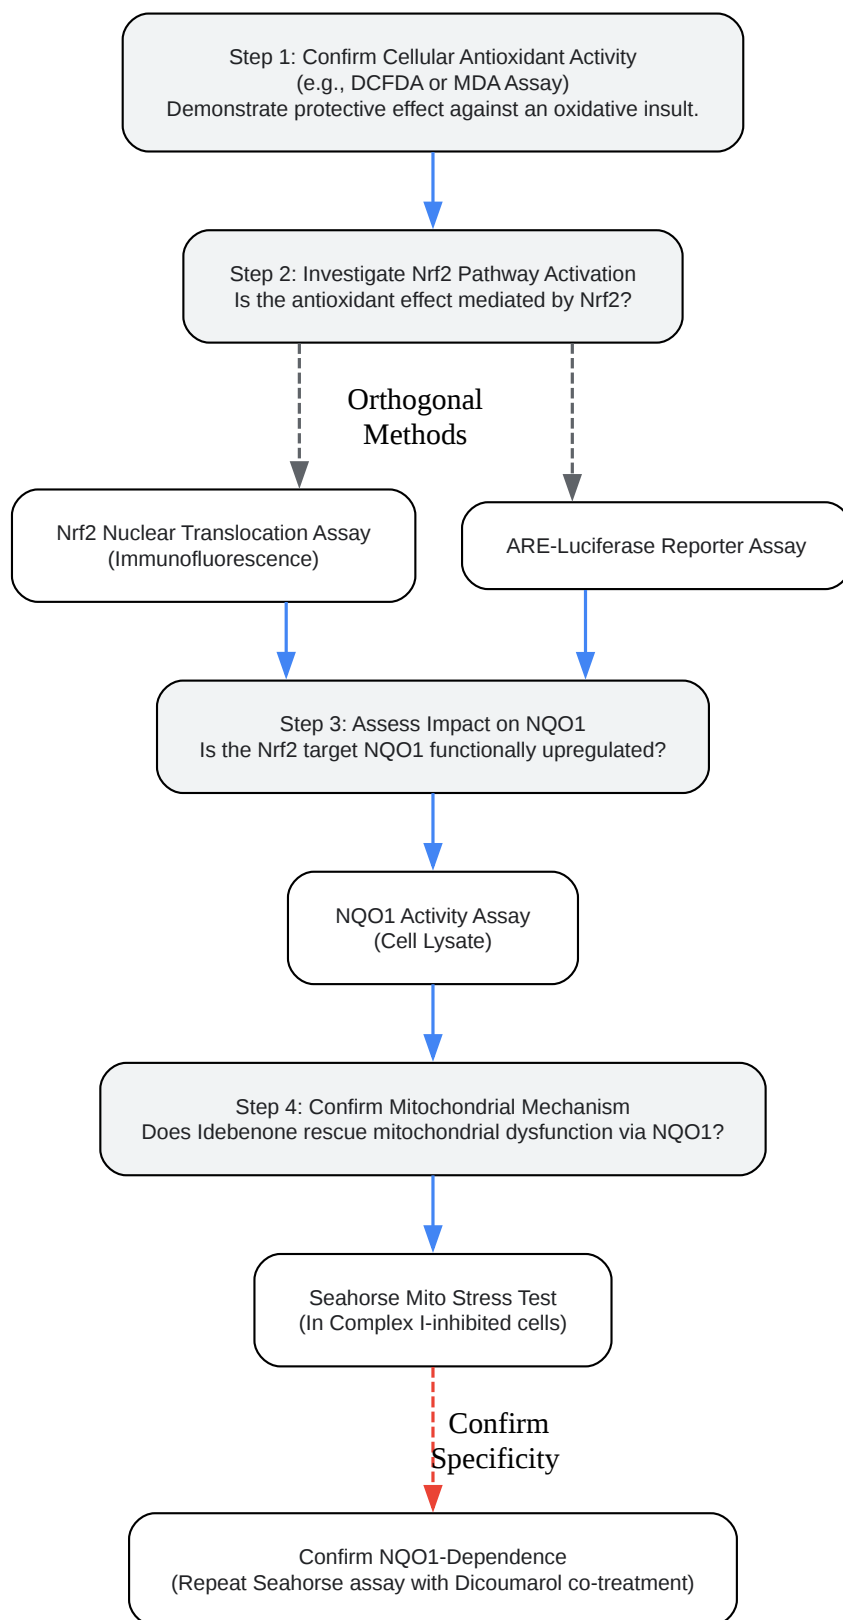 Step 1: Confirm Cellular Antioxidant Activity
(e.g., DCFDA or MDA Assay)
Demonstrate protective effect against an oxidative insult.
Step 2: Investigate Nrf2 Pathway Activation
Is the antioxidant effect mediated by Nrf2?
Orthogonal
Methods
Nrf2 Nuclear Translocation Assay
(Immunofluorescence)
ARE-Luciferase Reporter Assay
Step 3: Assess Impact on NQO1
Is the Nrf2 target NQO1 functionally upregulated?
NQO1 Activity Assay
(Cell Lysate)
Step 4: Confirm Mitochondrial Mechanism
Does Idebenone rescue mitochondrial dysfunction via NQO1?
Seahorse Mito Stress Test
(In Complex I-inhibited cells)
Confirm
Specificity
Confirm NQO1-Dependence
(Repeat Seahorse assay with Dicoumarol co-treatment)